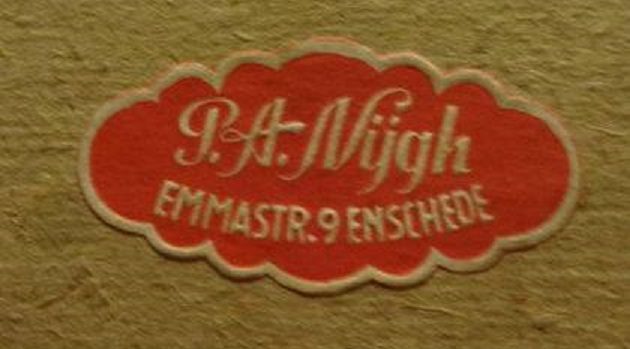 P.A. Nijgh
EMMASTR. 9 ENSCHEDE